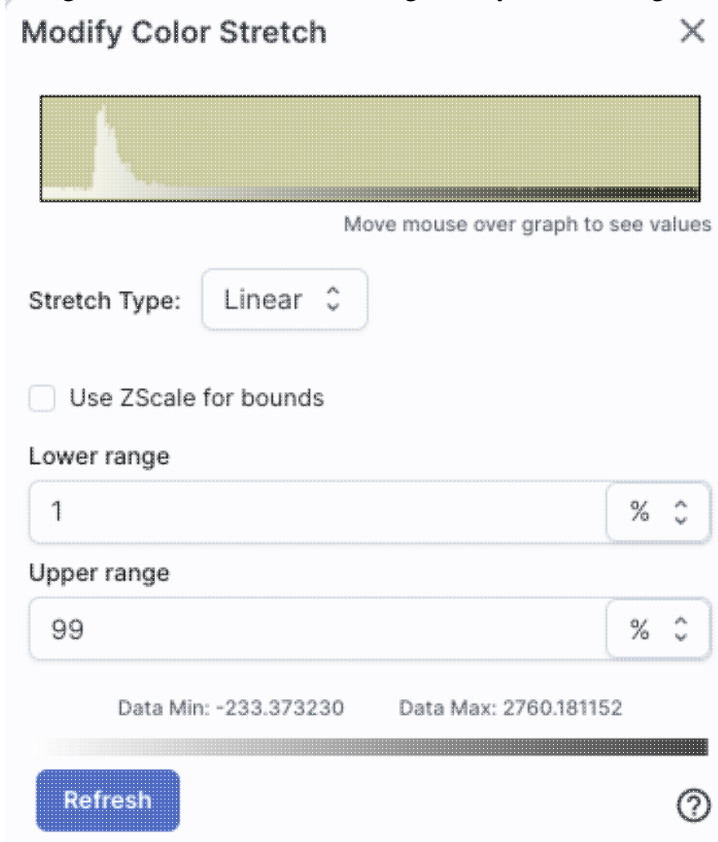 Modify Color Stretch
Move mouse over graph to see values
Stretch Type: Linear
Use ZScale for bounds
Lower range
1 %
Upper range
99 %
Data Min: -233.373230 Data Max: 2760.181152
Refresh